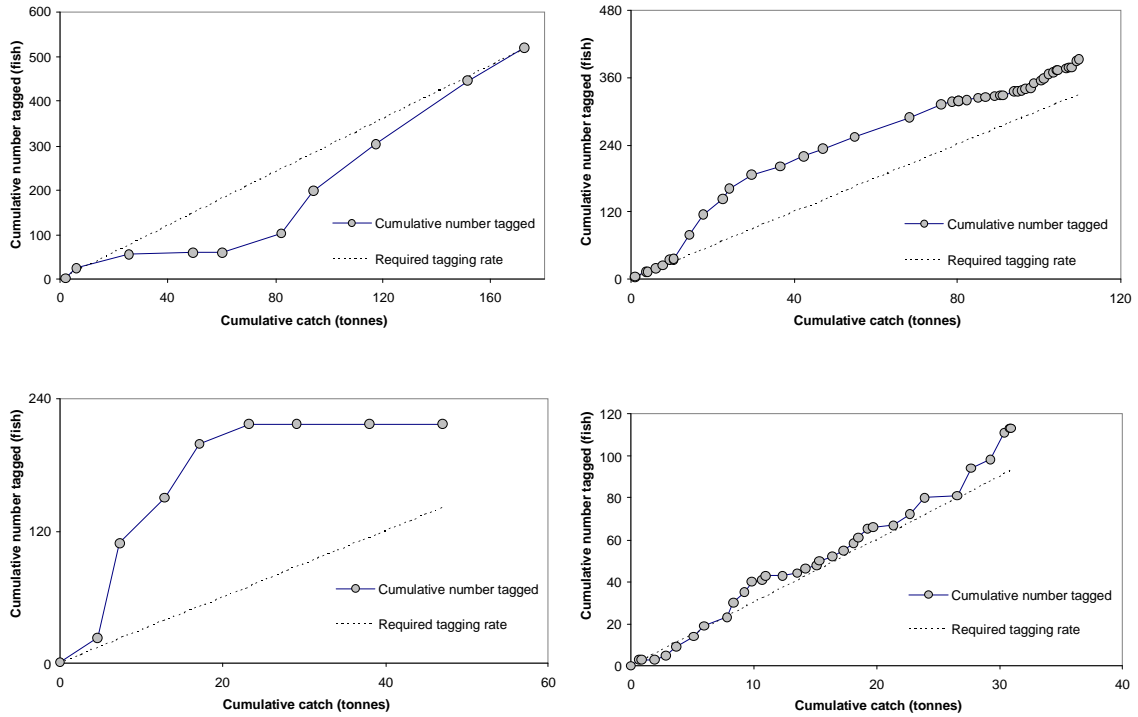 600
500
400
300
200
100
0
Cumulative number tagged (fish)
0 40 80 120 160
Cumulative catch (tonnes)
Cumulative number tagged
Required tagging rate
480
360
240
120
0
Cumulative number tagged (fish)
0 40 80 120
Cumulative catch (tonnes)
Cumulative number tagged
Required tagging rate
240
120
0
Cumulative number tagged (fish)
0 20 40 60
Cumulative catch (tonnes)
Cumulative number tagged
Required tagging rate
120
100
80
60
40
20
0
Cumulative number tagged (fish)
0 10 20 30 40
Cumulative catch (tonnes)
Cumulative number tagged
Required tagging rate